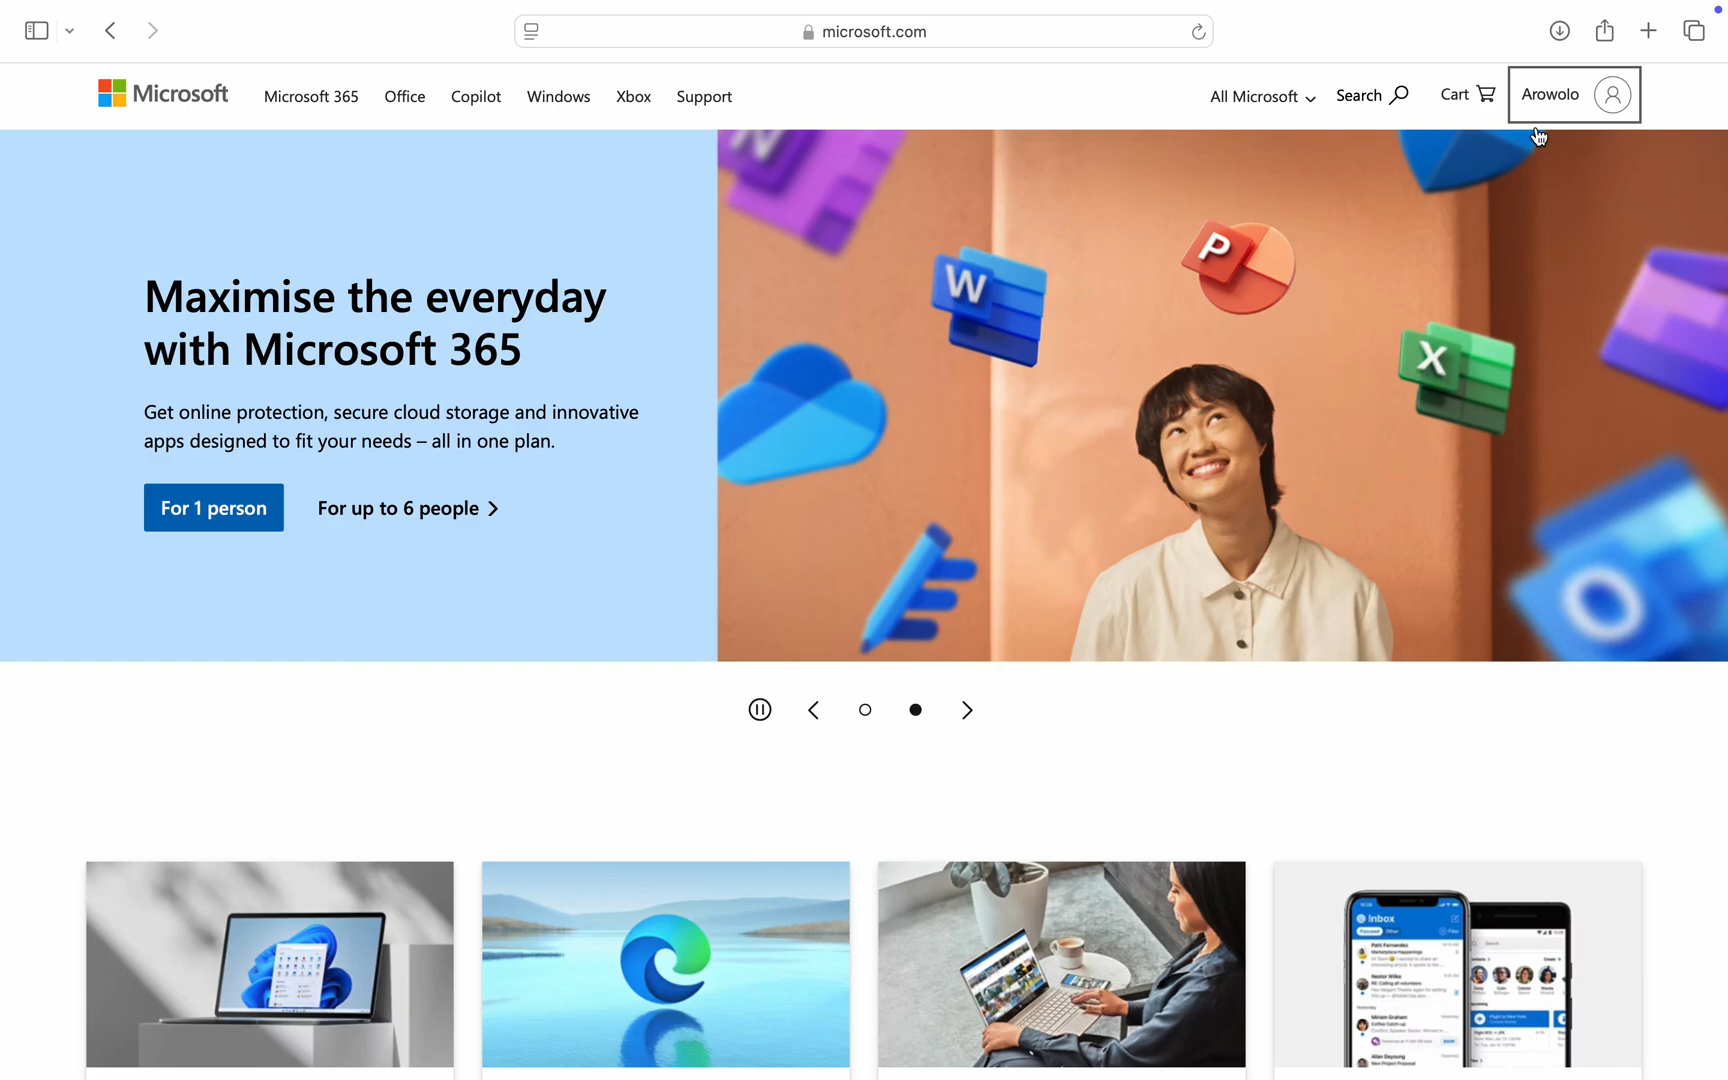 microsoft.com
Microsoft
Microsoft 365
Office
Copilot
Windows
Xbox
Support
All Microsoft
Search
Cart
Arowolo
Maximise the everyday
with Microsoft 365
Get online protection, secure cloud storage and innovative
apps designed to fit your needs – all in one plan.
For 1 person
For up to 6 people
N
W
P
X
Inbox